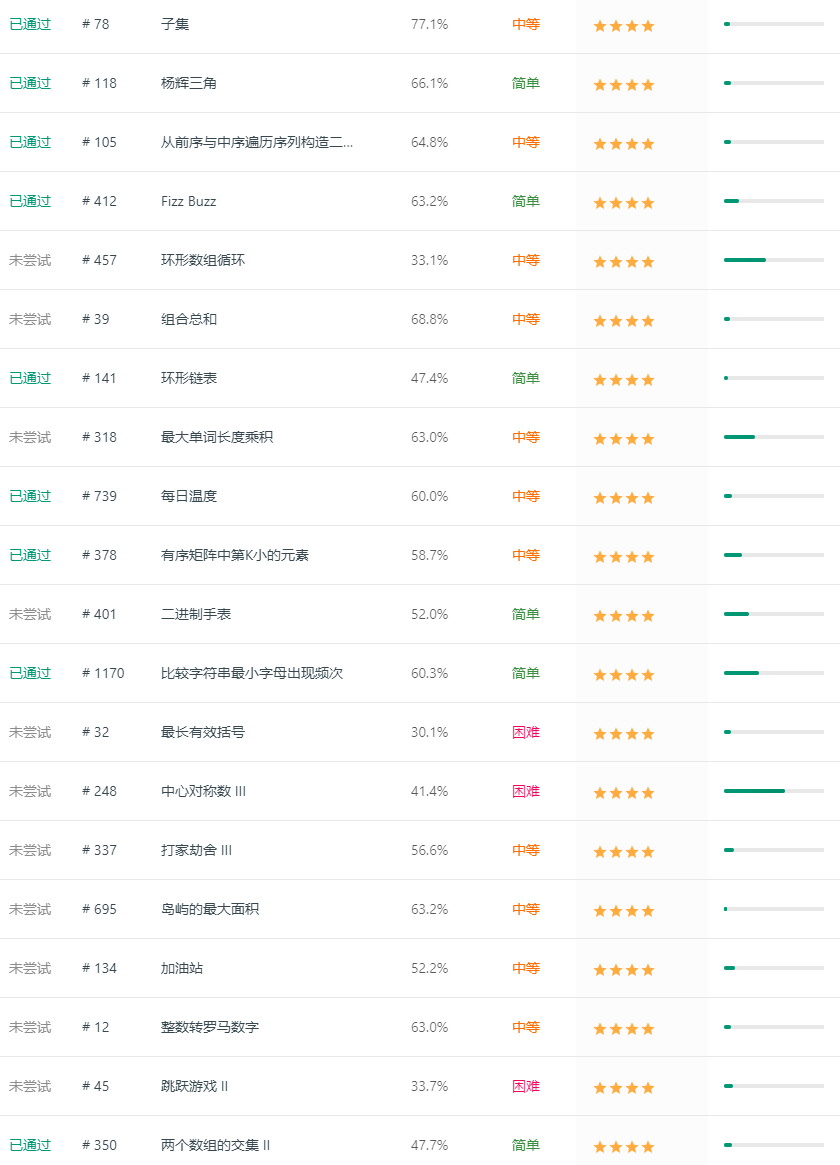 已通过 # 78 子集 77.1% 中等
已通过 # 118 杨辉三角 66.1% 简单
已通过 # 105 从前序与中序遍历序列构造二... 64.8% 中等
已通过 # 412 Fizz Buzz 63.2% 简单
未尝试 # 457 环形数组循环 33.1% 中等
未尝试 # 39 组合总和 68.8% 中等
已通过 # 141 环形链表 47.4% 简单
未尝试 # 318 最大单词长度乘积 63.0% 中等
已通过 # 739 每日温度 60.0% 中等
已通过 # 378 有序矩阵中第K小的元素 58.7% 中等
未尝试 # 401 二进制手表 52.0% 简单
已通过 # 1170 比较字符串最小字母出现频次 60.3% 简单
未尝试 # 32 最长有效括号 30.1% 困难
未尝试 # 248 中心对称数 III 41.4% 困难
未尝试 # 337 打家劫舍 III 56.6% 中等
未尝试 # 695 岛屿的最大面积 63.2% 中等
未尝试 # 134 加油站 52.2% 中等
未尝试 # 12 整数转罗马数字 63.0% 中等
未尝试 # 45 跳跃游戏 II 33.7% 困难
已通过 # 350 两个数组的交集 II 47.7% 简单